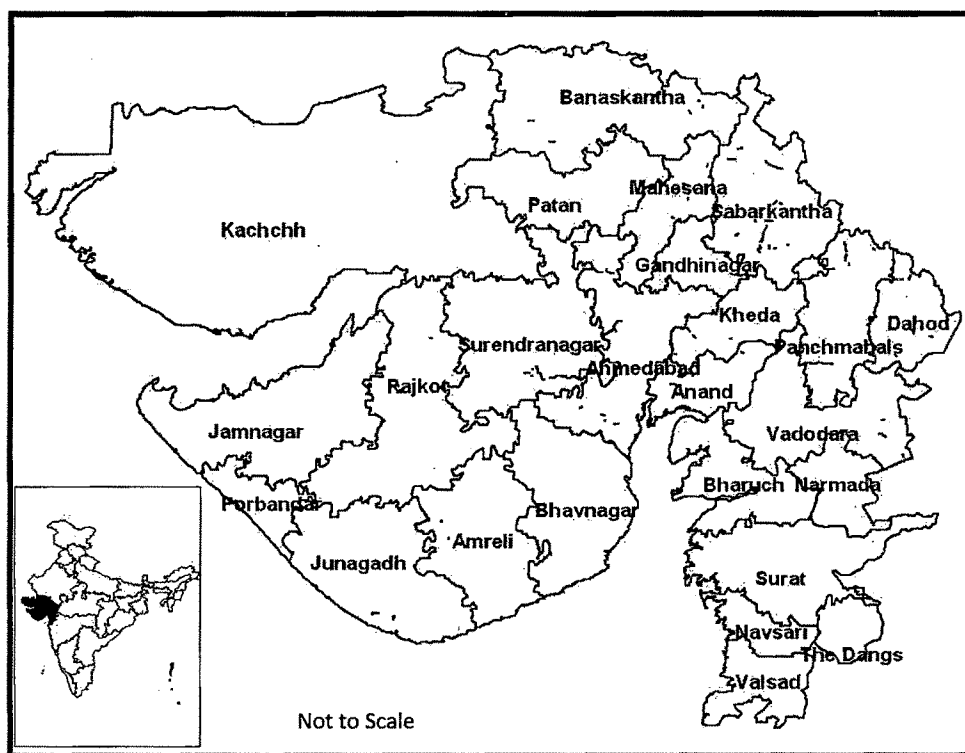 Banaskantha
Mahesana
Patan
Sabarkantha
Kachchh
Gandhinagar
Kheda
Dahod
Surendranagar
Panchmahals
Ahmedabad
Rajkot
Anand
Jamnagar
Vadodara
Bharuch
Narmada
Porbandar
Bhavnagar
Amreli
Junagadh
Surat
Navsari
The Dangs
Valsad
Not to Scale